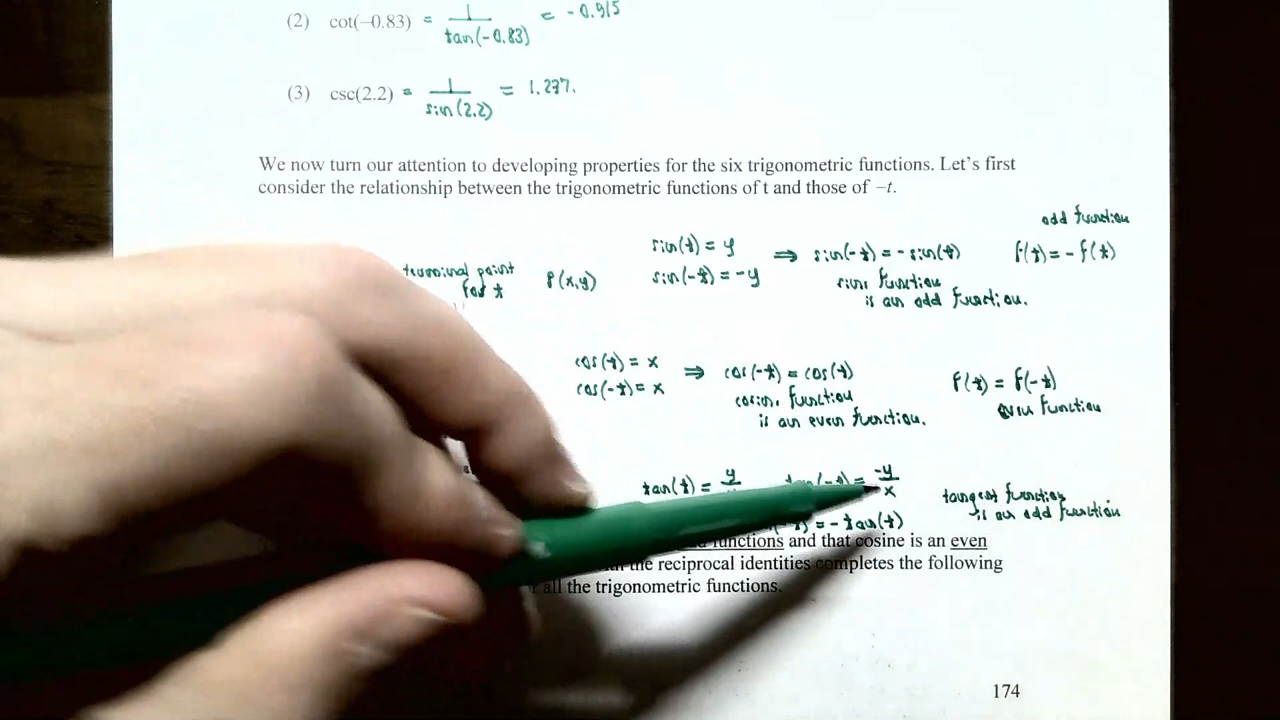 (2) cot(−0.83) = 1/tan(-0.83) = -0.915
(3) csc(2.2) = 1/sin(2.2) = 1.237.
We now turn our attention to developing properties for the six trigonometric functions. Let's first
consider the relationship between the trigonometric functions of t and those of −t.
odd function
sin(t) = y ⇒ sin(-t) = -sin(t) f(t) = -f(t)
terminal point P(x,y) sin(-t) = -y sine function
for t is an odd function.
cos(t) = x ⇒ cos(-t) = cos(t) f(t) = f(-t)
cos(-t) = x cosine function even function
is an even function.
tan(t) = y tan(-t) = -y/x tangent function
= -tan(t) is an odd function
functions and that cosine is an even
the reciprocal identities completes the following
all the trigonometric functions.
174